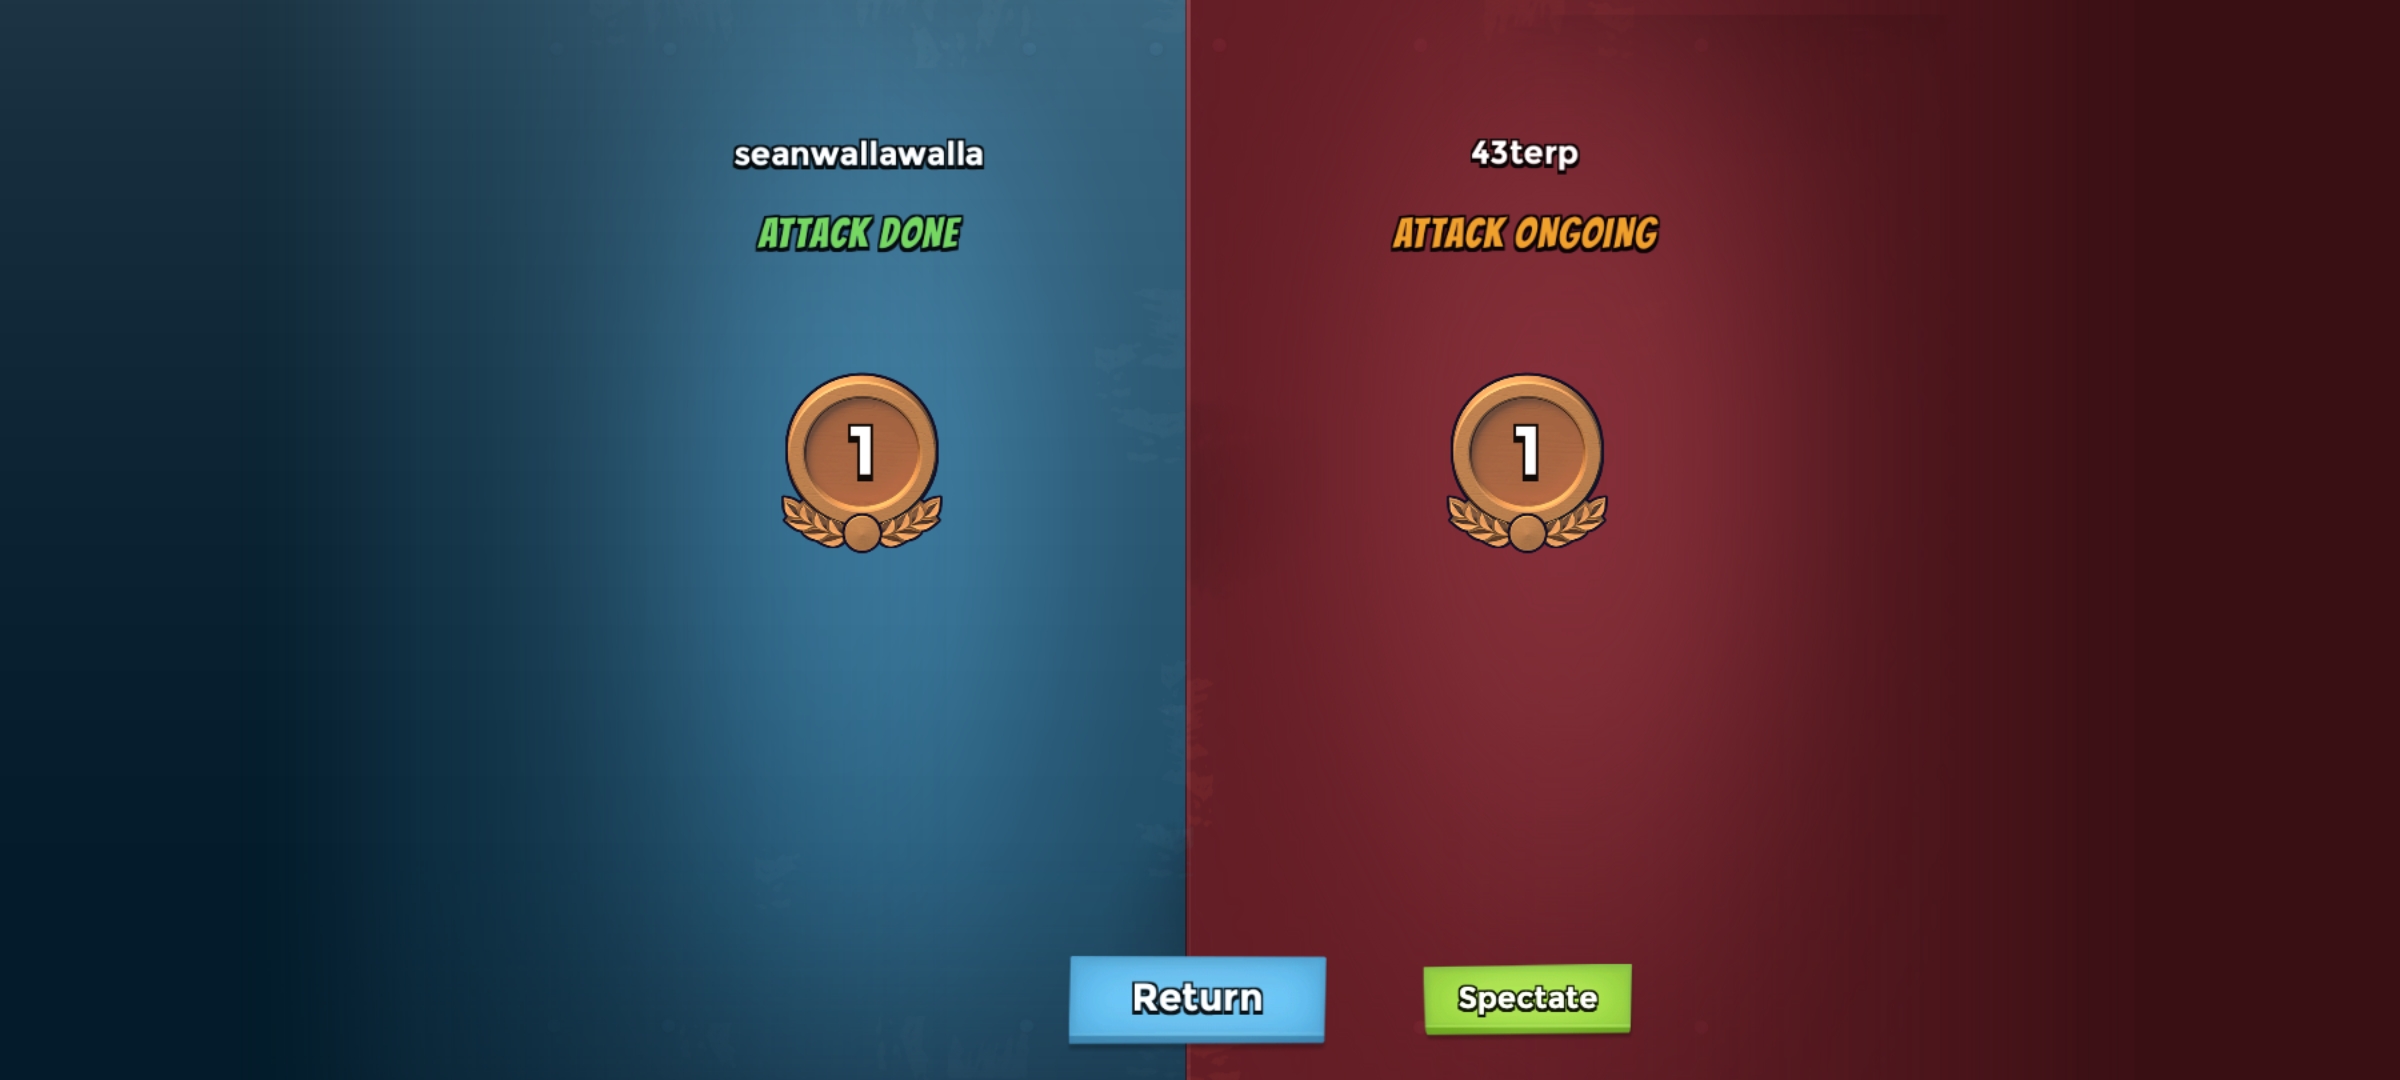 seanwallawalla
ATTACK DONE
1
43terp
ATTACK ONGOING
1
Return
Spectate